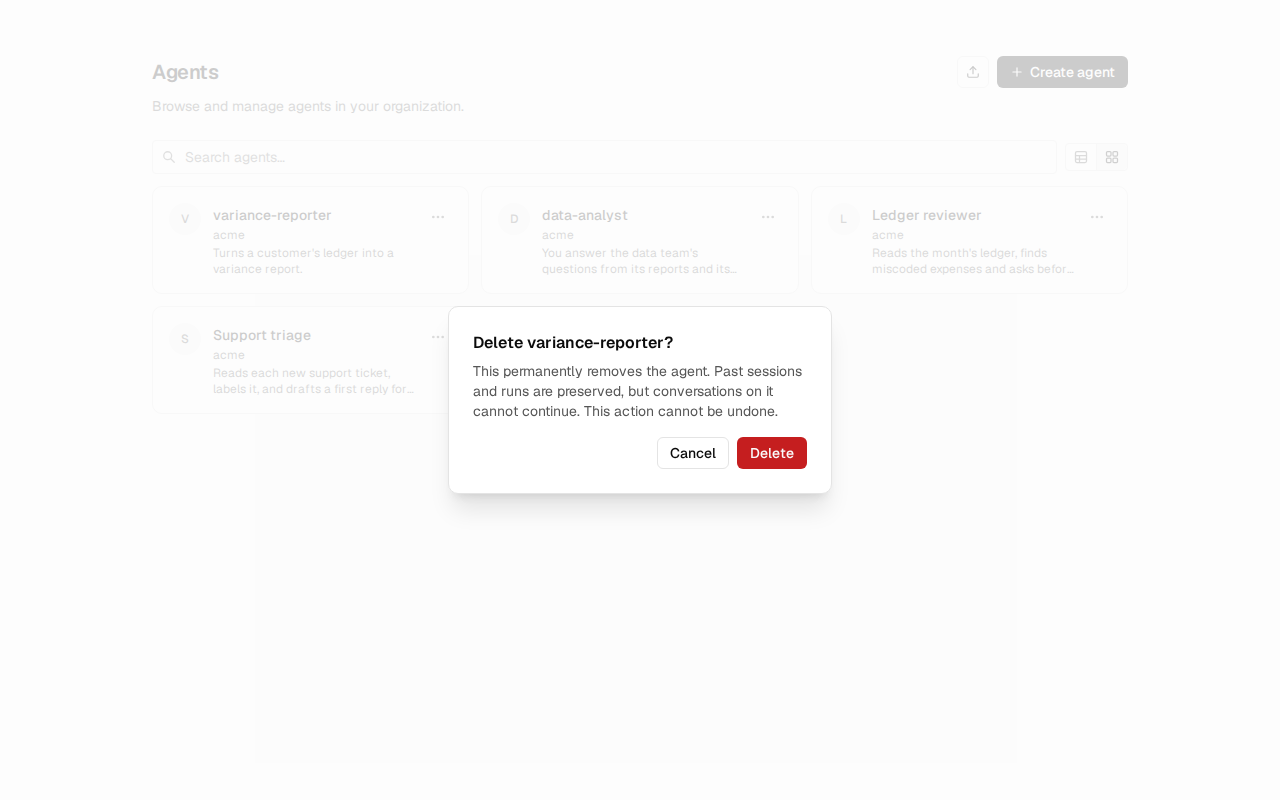 Agents
Create agent
Browse and manage agents in your organization.
Search agents...
V
variance-reporter
acme
Turns a customer's ledger into a
variance report.
D
data-analyst
acme
You answer the data team's
questions from its reports and its...
L
Ledger reviewer
acme
Reads the month's ledger, finds
miscoded expenses and asks befor...
S
Support triage
acme
Reads each new support ticket,
labels it, and drafts a first reply for...
Delete variance-reporter?
This permanently removes the agent. Past sessions
and runs are preserved, but conversations on it
cannot continue. This action cannot be undone.
Cancel
Delete